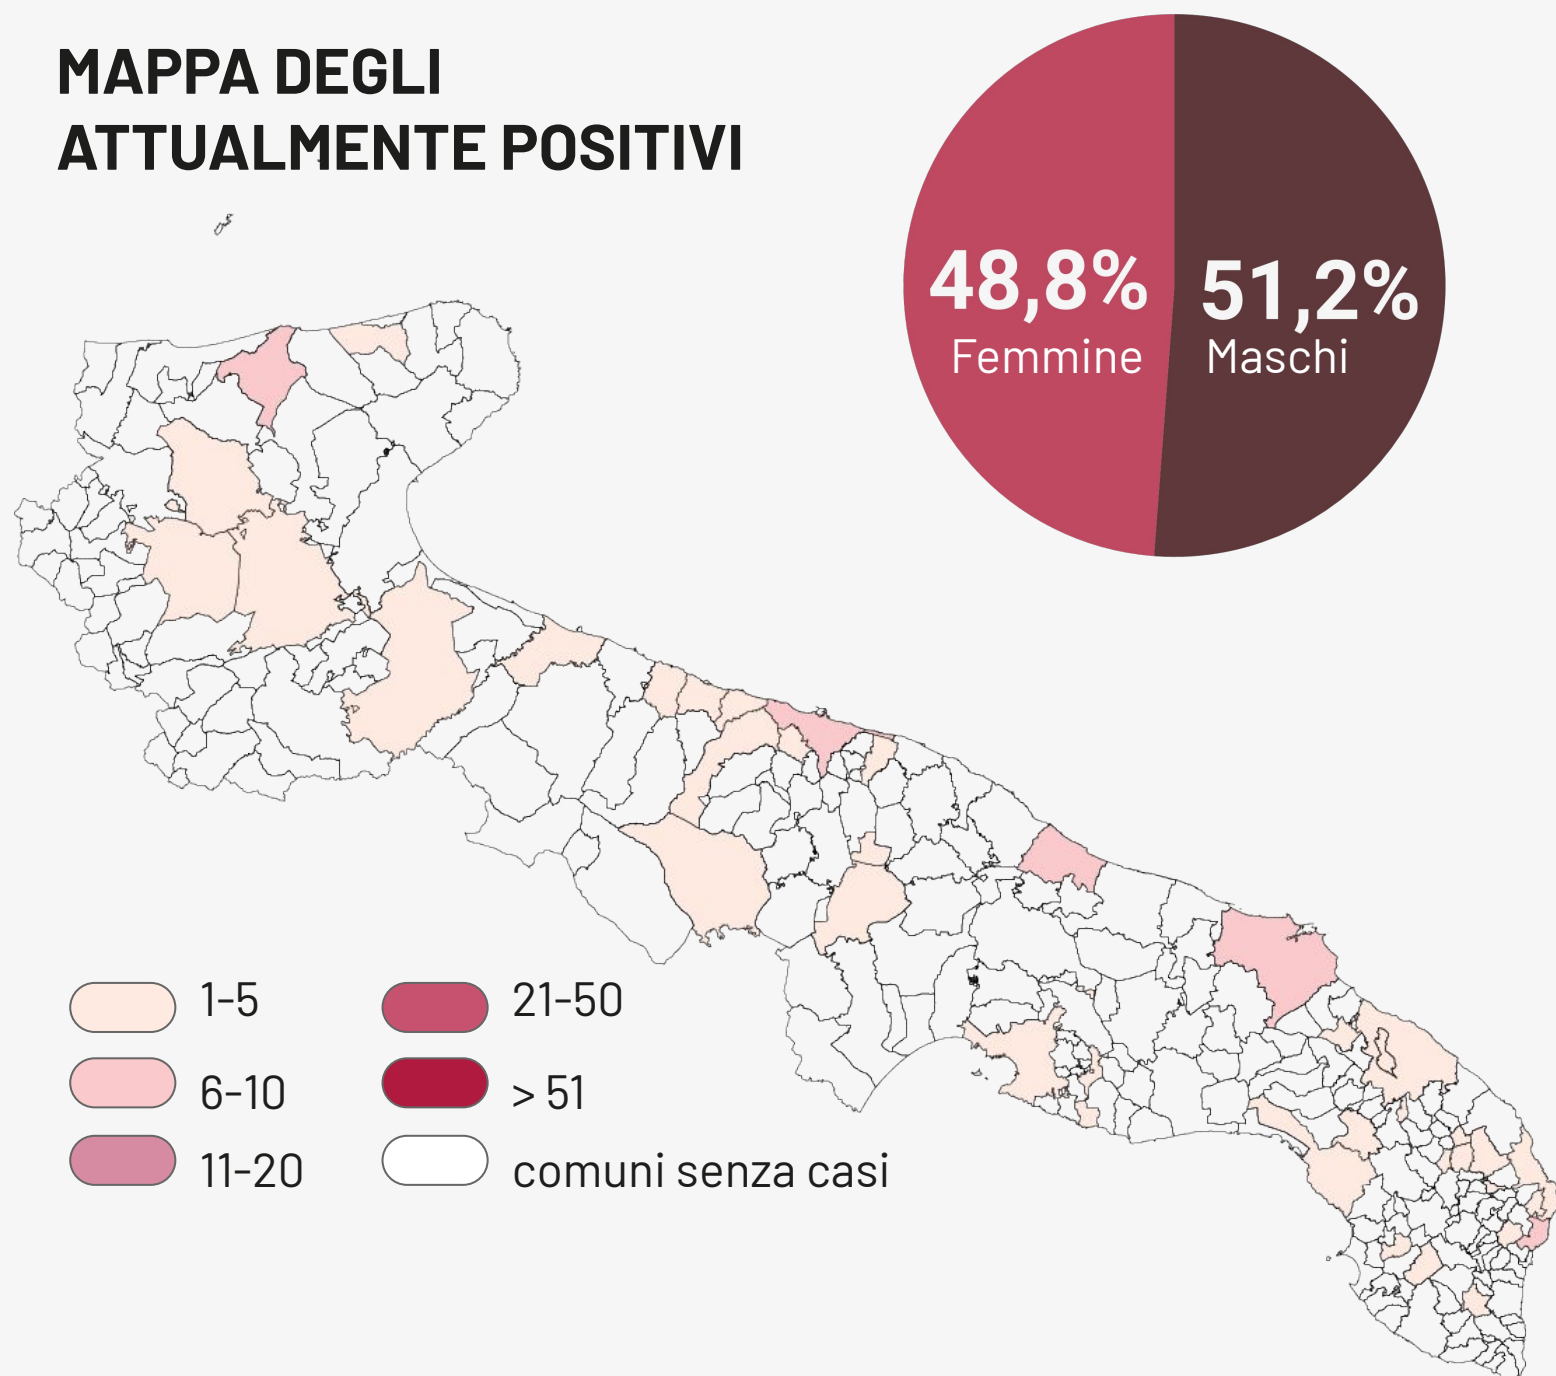 MAPPA DEGLI
ATTUALMENTE POSITIVI
48,8%
Femmine
51,2%
Maschi
1-5
6-10
11-20
21-50
> 51
comuni senza casi